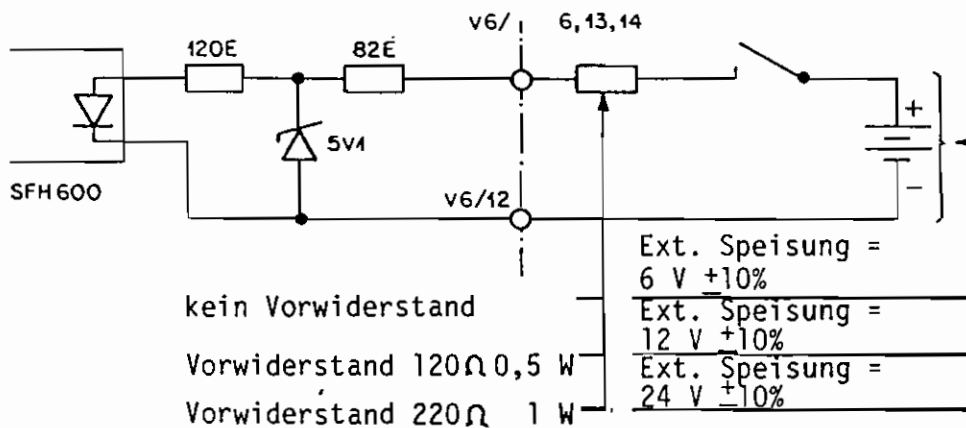 V6/ 6,13,14
120E 82E
5V1
+
-
SFH600
V6/12
Ext. Speisung =
6 V ±10%
kein Vorwiderstand
Ext. Speisung =
12 V ±10%
Vorwiderstand 120Ω 0,5 W
Ext. Speisung =
24 V ±10%
Vorwiderstand 220Ω 1 W